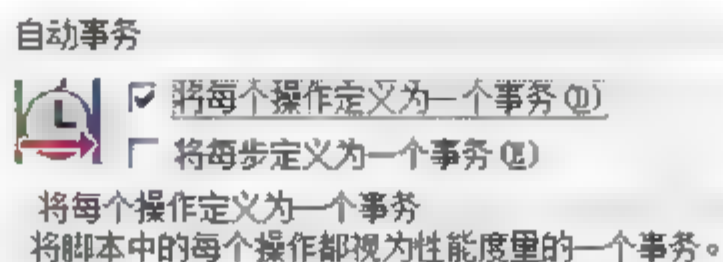 自动事务
将每个操作定义为一个事务(D)
将每步定义为一个事务(E)
将每个操作定义为一个事务
将脚本中的每个操作都视为性能度量的一个事务。